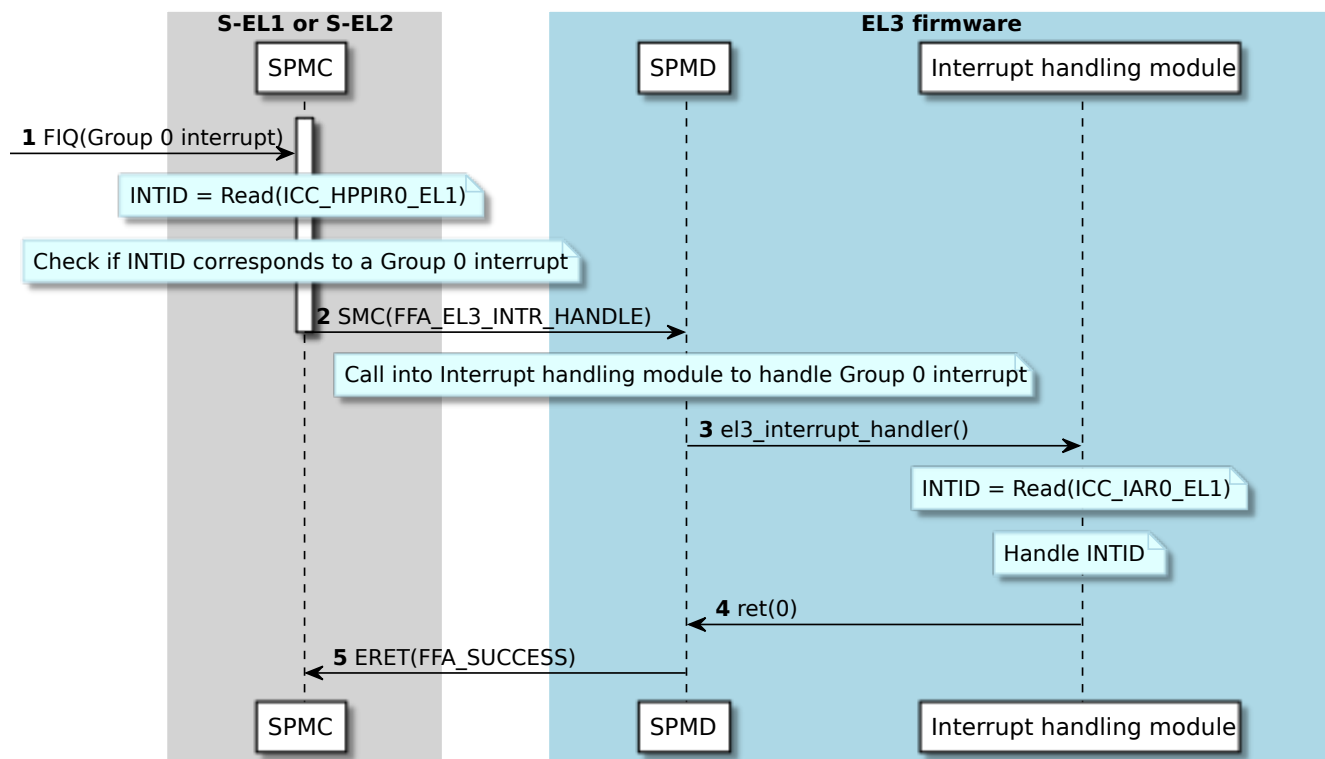 S-EL1 or S-EL2
EL3 firmware
SPMC
SPMD
Interrupt handling module
1 FIQ(Group 0 interrupt)
INTID = Read(ICC_HPPIR0_EL1)
Check if INTID corresponds to a Group 0 interrupt
2 SMC(FFA_EL3_INTR_HANDLE)
Call into Interrupt handling module to handle Group 0 interrupt
3 el3_interrupt_handler()
INTID = Read(ICC_IAR0_EL1)
Handle INTID
4 ret(0)
5 ERET(FFA_SUCCESS)
SPMC
SPMD
Interrupt handling module